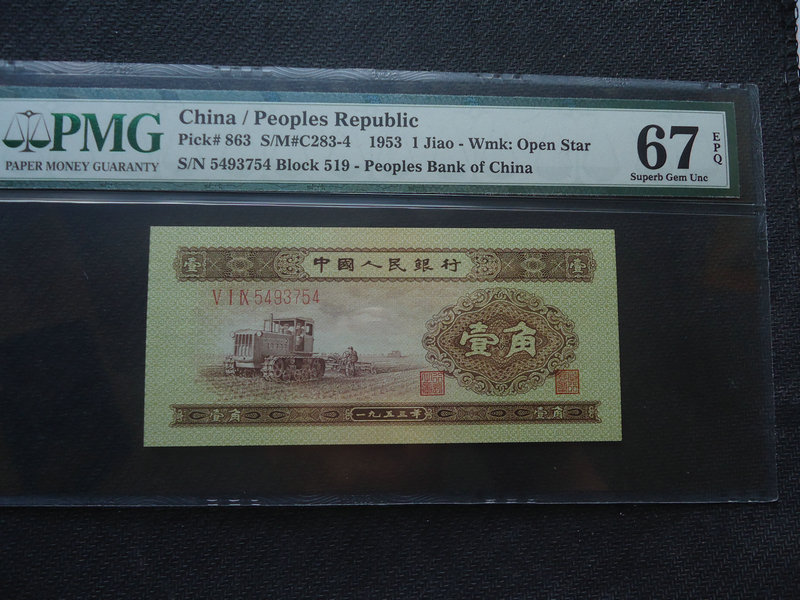 PMG
PAPER MONEY GUARANTY
China / Peoples Republic
Pick# 863 S/M#C283-4 1953 1 Jiao - Wmk: Open Star
S/N 5493754 Block 519 - Peoples Bank of China
67
EPQ
Superb Gem Unc
壹 中國人民銀行 壹
V I IX 5493754
壹角
壹角 一九五三年 壹角